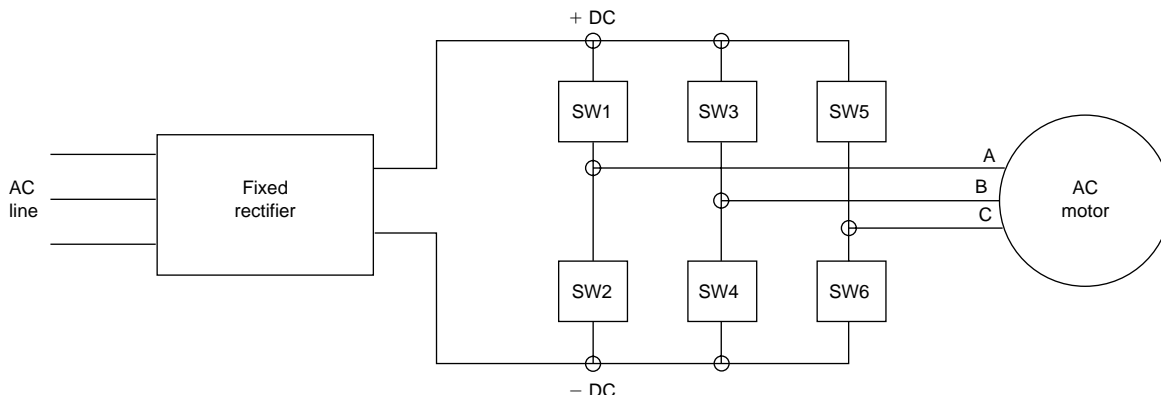 + DC
SW1
SW3
SW5
AC
line
Fixed
rectifier
A
B
C
AC
motor
SW2
SW4
SW6
− DC